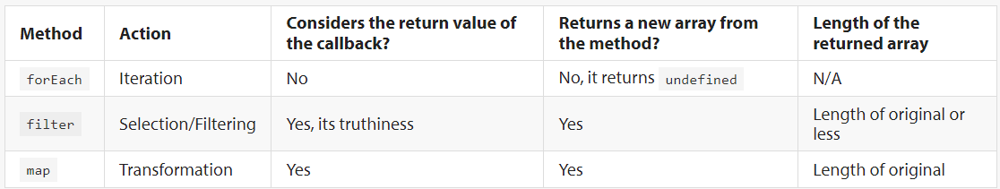 Method Action Considers the return value of the callback? Returns a new array from the method? Length of the returned array
forEach Iteration No No, it returns undefined N/A
filter Selection/Filtering Yes, its truthiness Yes Length of original or less
map Transformation Yes Yes Length of original